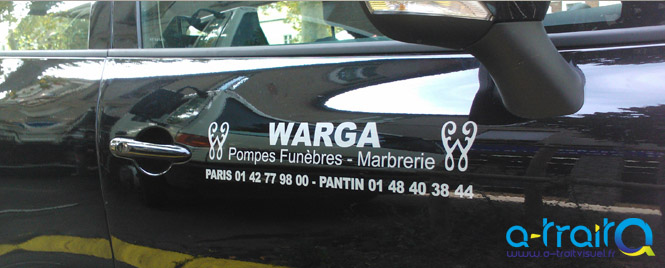 WARGA
Pompes Funèbres - Marbrerie
PARIS 01 42 77 98 00 - PANTIN 01 48 40 38 44
a-trait
www.a-traitvisuel.fr